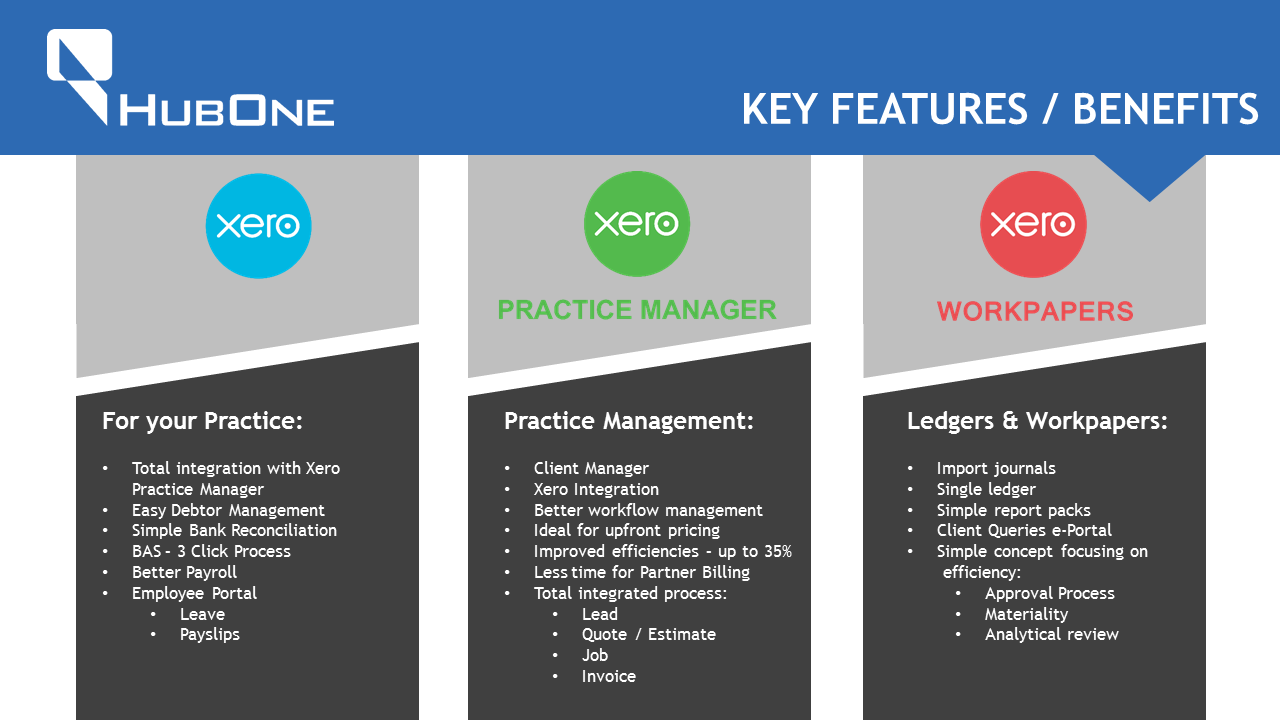 HubOne
KEY FEATURES / BENEFITS
xero
For your Practice:
• Total integration with Xero
Practice Manager
• Easy Debtor Management
• Simple Bank Reconciliation
• BAS – 3 Click Process
• Better Payroll
• Employee Portal
• Leave
• Payslips
xero
PRACTICE MANAGER
Practice Management:
• Client Manager
• Xero Integration
• Better workflow management
• Ideal for upfront pricing
• Improved efficiencies – up to 35%
• Less time for Partner Billing
• Total integrated process:
• Lead
• Quote / Estimate
• Job
• Invoice
xero
WORKPAPERS
Ledgers & Workpapers:
• Import journals
• Single ledger
• Simple report packs
• Client Queries e-Portal
• Simple concept focusing on
efficiency:
• Approval Process
• Materiality
• Analytical review